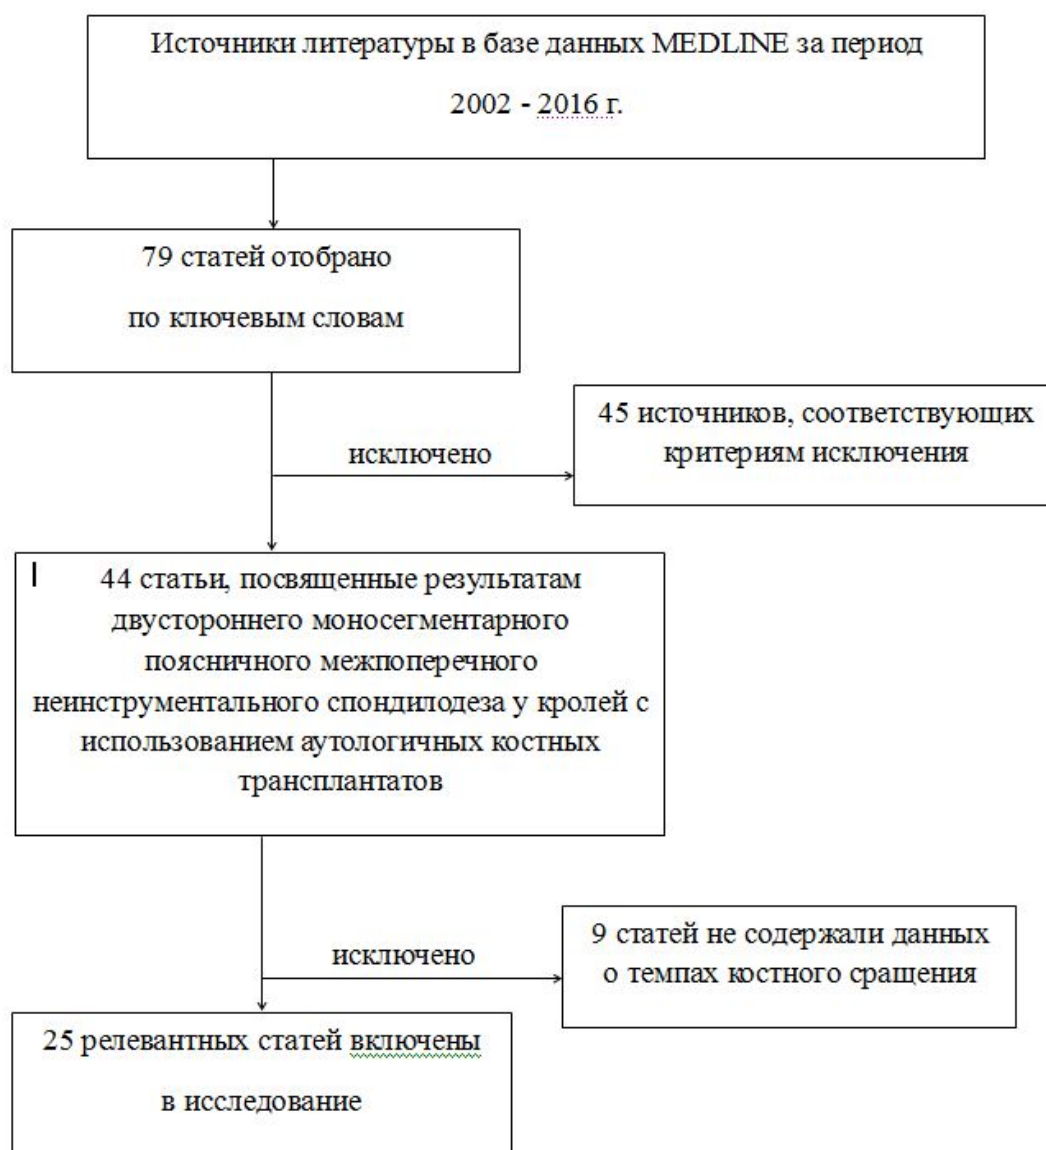 Источники литературы в базе данных MEDLINE за период
2002 - 2016 г.
79 статей отобрано
по ключевым словам
45 источников, соответствующих
критериям исключения
исключено
44 статьи, посвященные результатам
двустороннего моносегментарного
поясничного межпоперечного
неинструментального спондилодеза у кролей с
использованием аутологичных костных
трансплантатов
9 статей не содержали данных
о темпах костного сращения
исключено
25 релевантных статей включены
в исследование